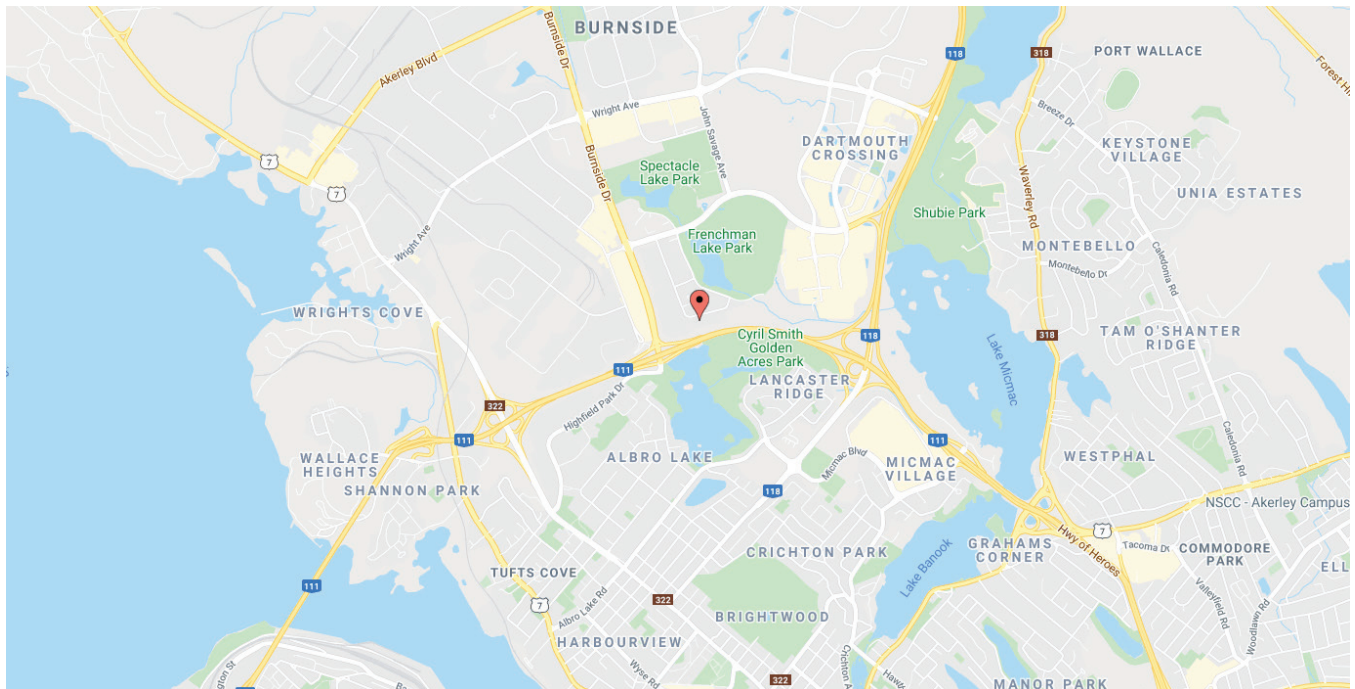 BURNSIDE
Burnside Dr
118
318
PORT WALLACE
Forest Hi
Akerley Blvd
Wright Ave
John Savage Ave
Breeze Dr
DARTMOUTH
CROSSING
KEYSTONE
VILLAGE
7
Spectacle
Lake Park
Burnside Dr
Waverley Rd
7
UNIA ESTATES
Shubie Park
Wright Ave
Frenchman
Lake Park
MONTEBELLO
Montebello Dr
Caledonia Rd
WRIGHTS COVE
Cyril Smith
Golden
Acres Park
118
318
TAM O'SHANTER
RIDGE
Lake Micmac
111
LANCASTER
RIDGE
322
Highfield Park Dr
111
111
WALLACE
HEIGHTS
ALBRO LAKE
Micmac Blvd
MICMAC
VILLAGE
WESTPHAL
Caledonia Rd
SHANNON PARK
118
NSCC - Akerley Campus
7
Hwy of Heroes
GRAHAMS
CORNER
Tacoma Dr
COMMODORE
PARK
CRICHTON PARK
Lake Banook
TUFTS COVE
ELL
111
7
Albro Lake Rd
322
BRIGHTWOOD
Valleyfield Rd
Woodlawn Rd
HARBOURVIEW
Wyse Rd
Crichton A
322
MANOR PARK